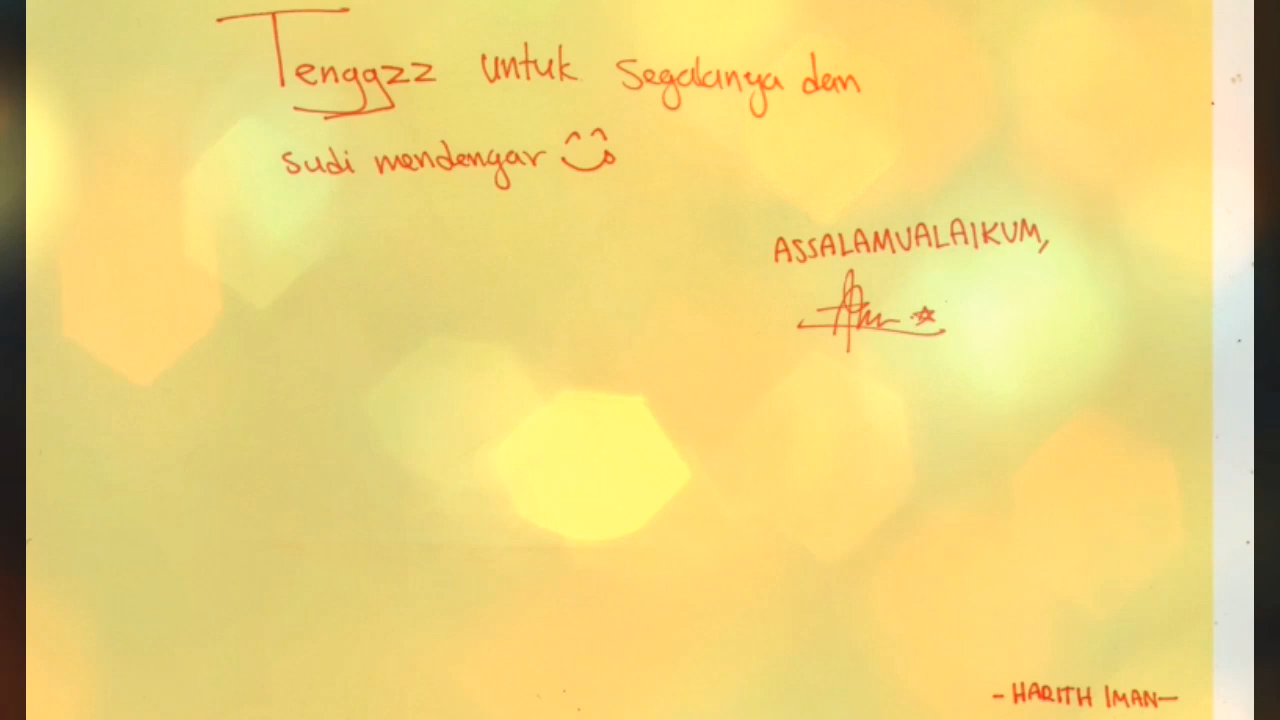 Tenggzz untuk segalanya dan
sudi mendengar
ASSALAMUALAIKUM,
- HARITH IMAN -